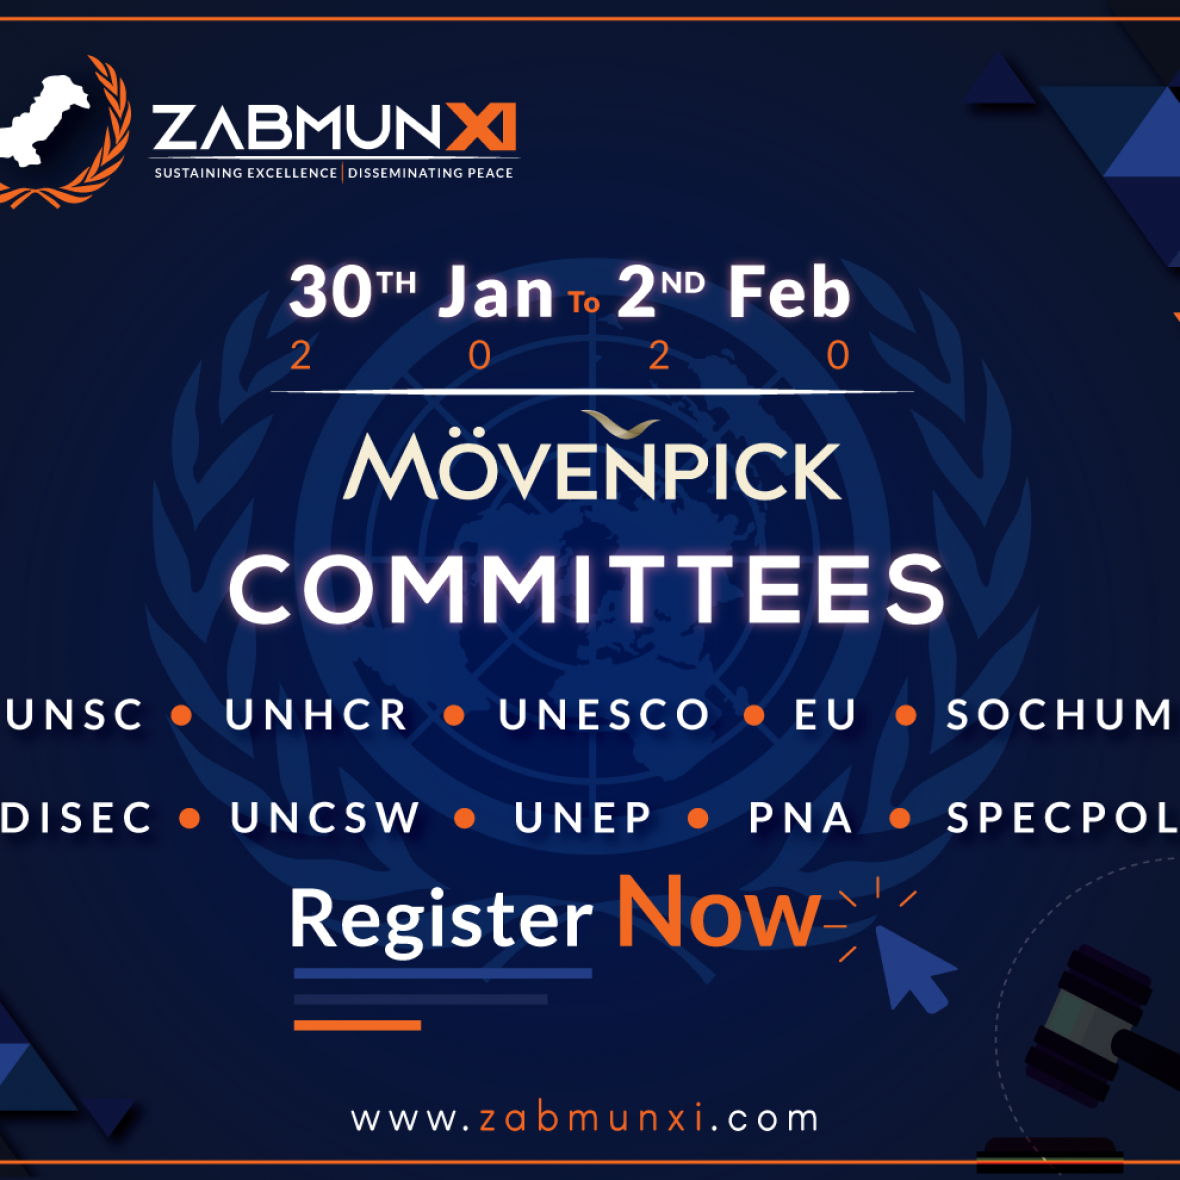 ZABMUNXI
SUSTAINING EXCELLENCE | DISSEMINATING PEACE
30TH Jan To 2ND Feb
2 0 2 0
MÖVENPICK
COMMITTEES
UNSC • UNHCR • UNESCO • EU • SOCHUM
DISEC • UNCSW • UNEP • PNA • SPECPOL
Register Now
www.zabmunxi.com